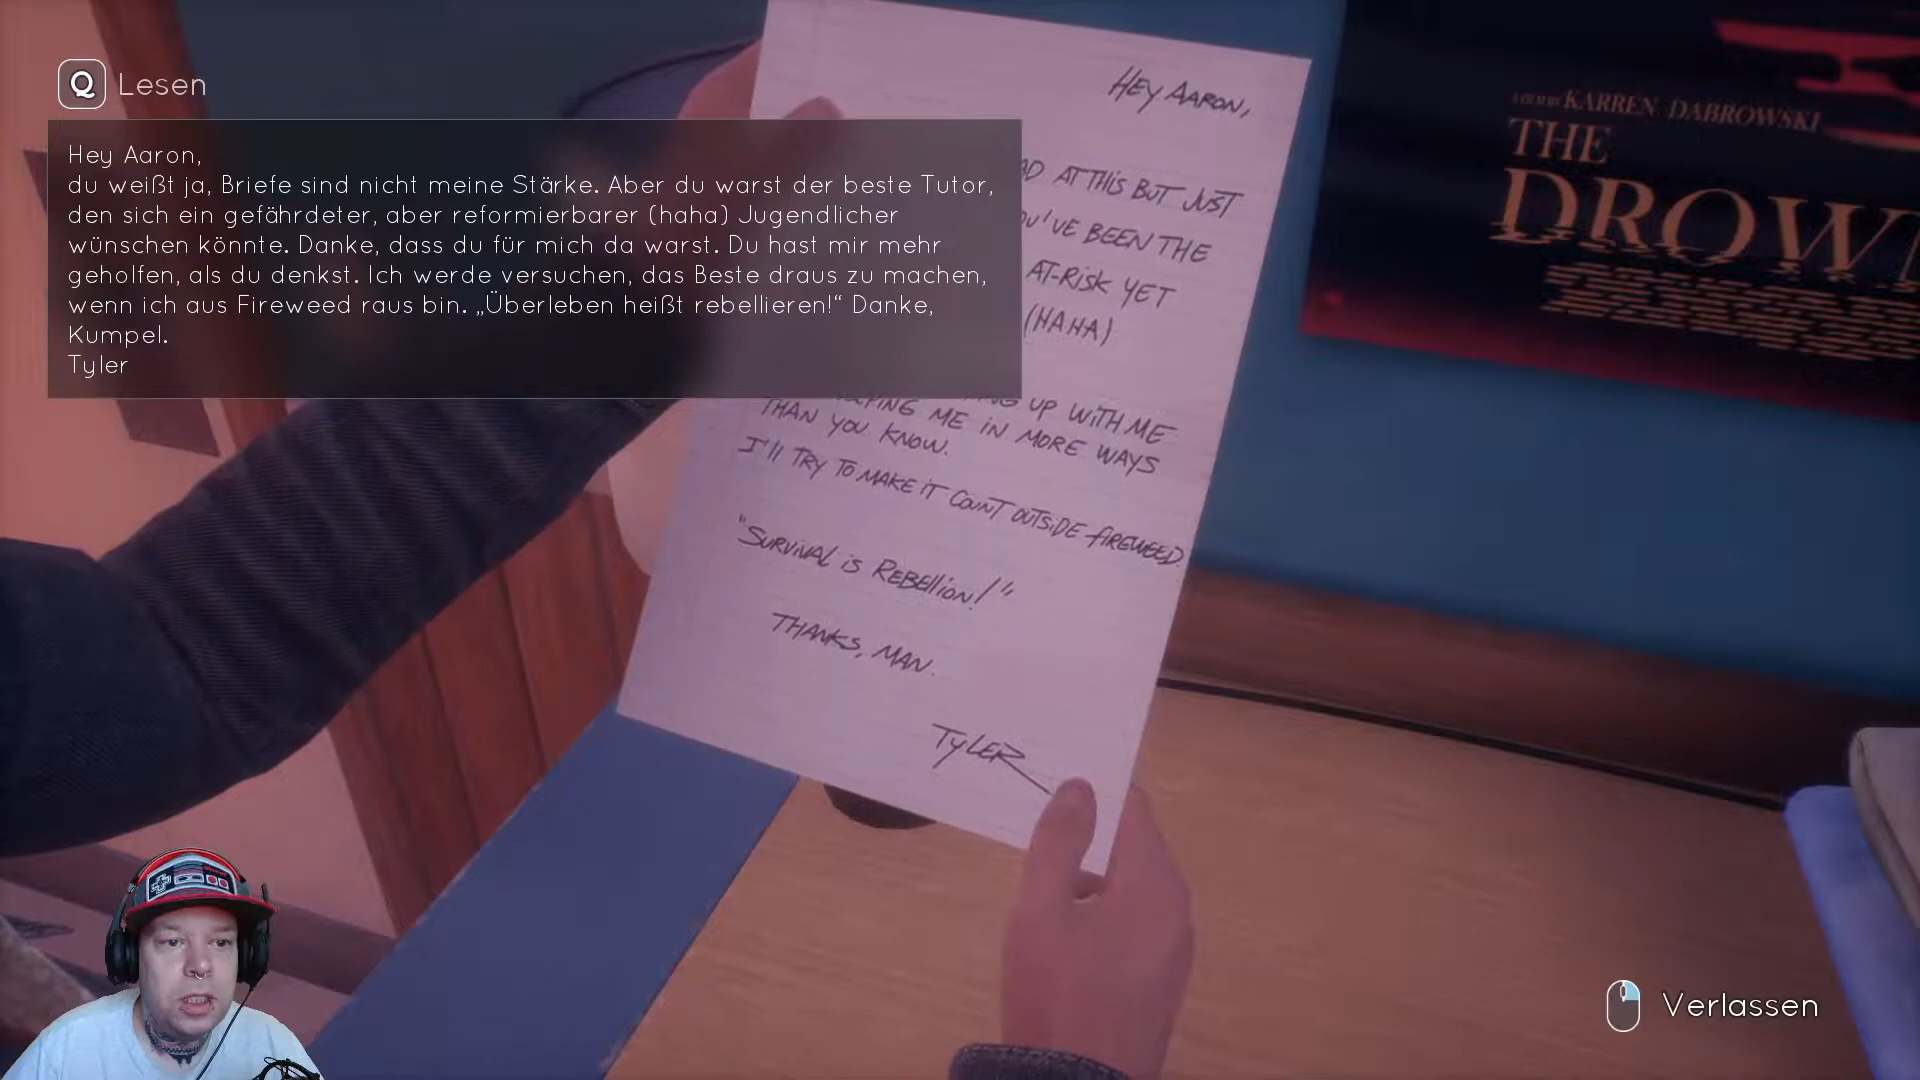 Q Lesen
Hey Aaron,
du weißt ja, Briefe sind nicht meine Stärke. Aber du warst der beste Tutor,
den sich ein gefährdeter, aber reformierbarer (haha) Jugendlicher
wünschen könnte. Danke, dass du für mich da warst. Du hast mir mehr
geholfen, als du denkst. Ich werde versuchen, das Beste draus zu machen,
wenn ich aus Fireweed raus bin. „Überleben heißt rebellieren!“ Danke,
Kumpel.
Tyler
HEY AARON,
AT THIS BUT JUST
BEEN THE
AT-RISK YET
(HAHA)
UP WITH ME
ME IN MORE WAYS
THAN YOU KNOW.
I'll TRY TO MAKE IT COUNT OUTSIDE FIREWEED.
"SURVIVAL IS REBELLION!"
THANKS, MAN.
TYLER
KARREN DABROWSKI
THE
Verlassen